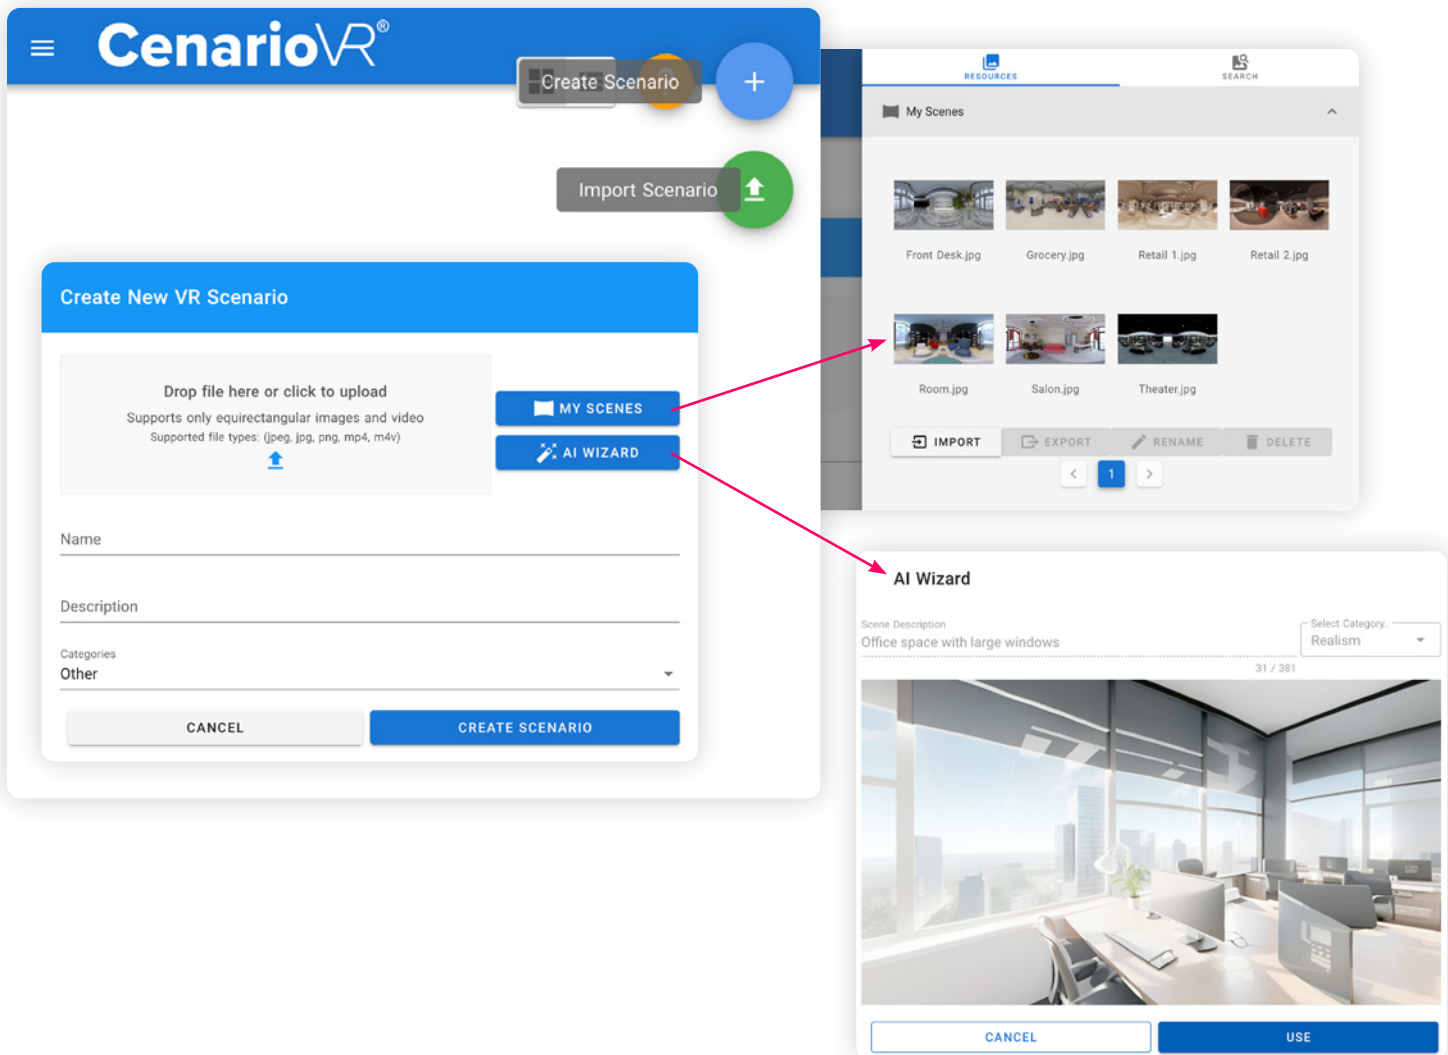 CenarioVR®
Create Scenario
Import Scenario
Create New VR Scenario
Drop file here or click to upload
Supports only equirectangular images and video
Supported file types: (jpeg, jpg, png, mp4, m4v)
MY SCENES
AI WIZARD
Name
Description
Categories
Other
CANCEL
CREATE SCENARIO
RESOURCES
SEARCH
My Scenes
Front Desk.jpg
Grocery.jpg
Retail 1.jpg
Retail 2.jpg
Room.jpg
Salon.jpg
Theater.jpg
IMPORT
EXPORT
RENAME
DELETE
1
AI Wizard
Scene Description
Office space with large windows
Select Category..
Realism
31 / 381
CANCEL
USE